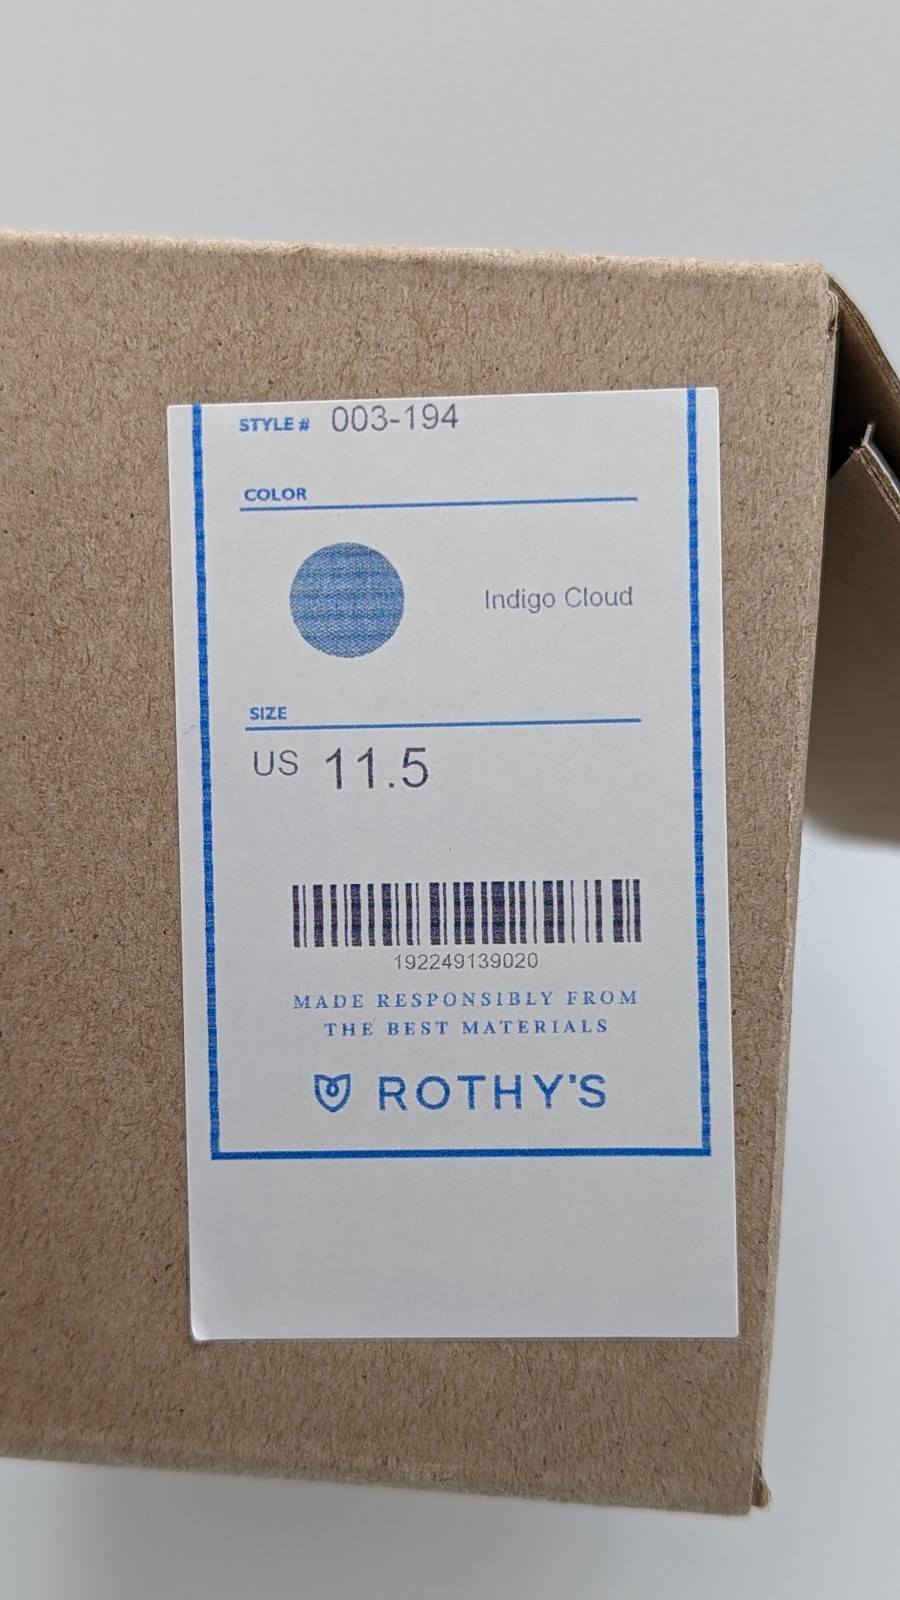 STYLE # 003-194
COLOR
Indigo Cloud
SIZE
US 11.5
192249139020
MADE RESPONSIBLY FROM
THE BEST MATERIALS
ROTHY'S